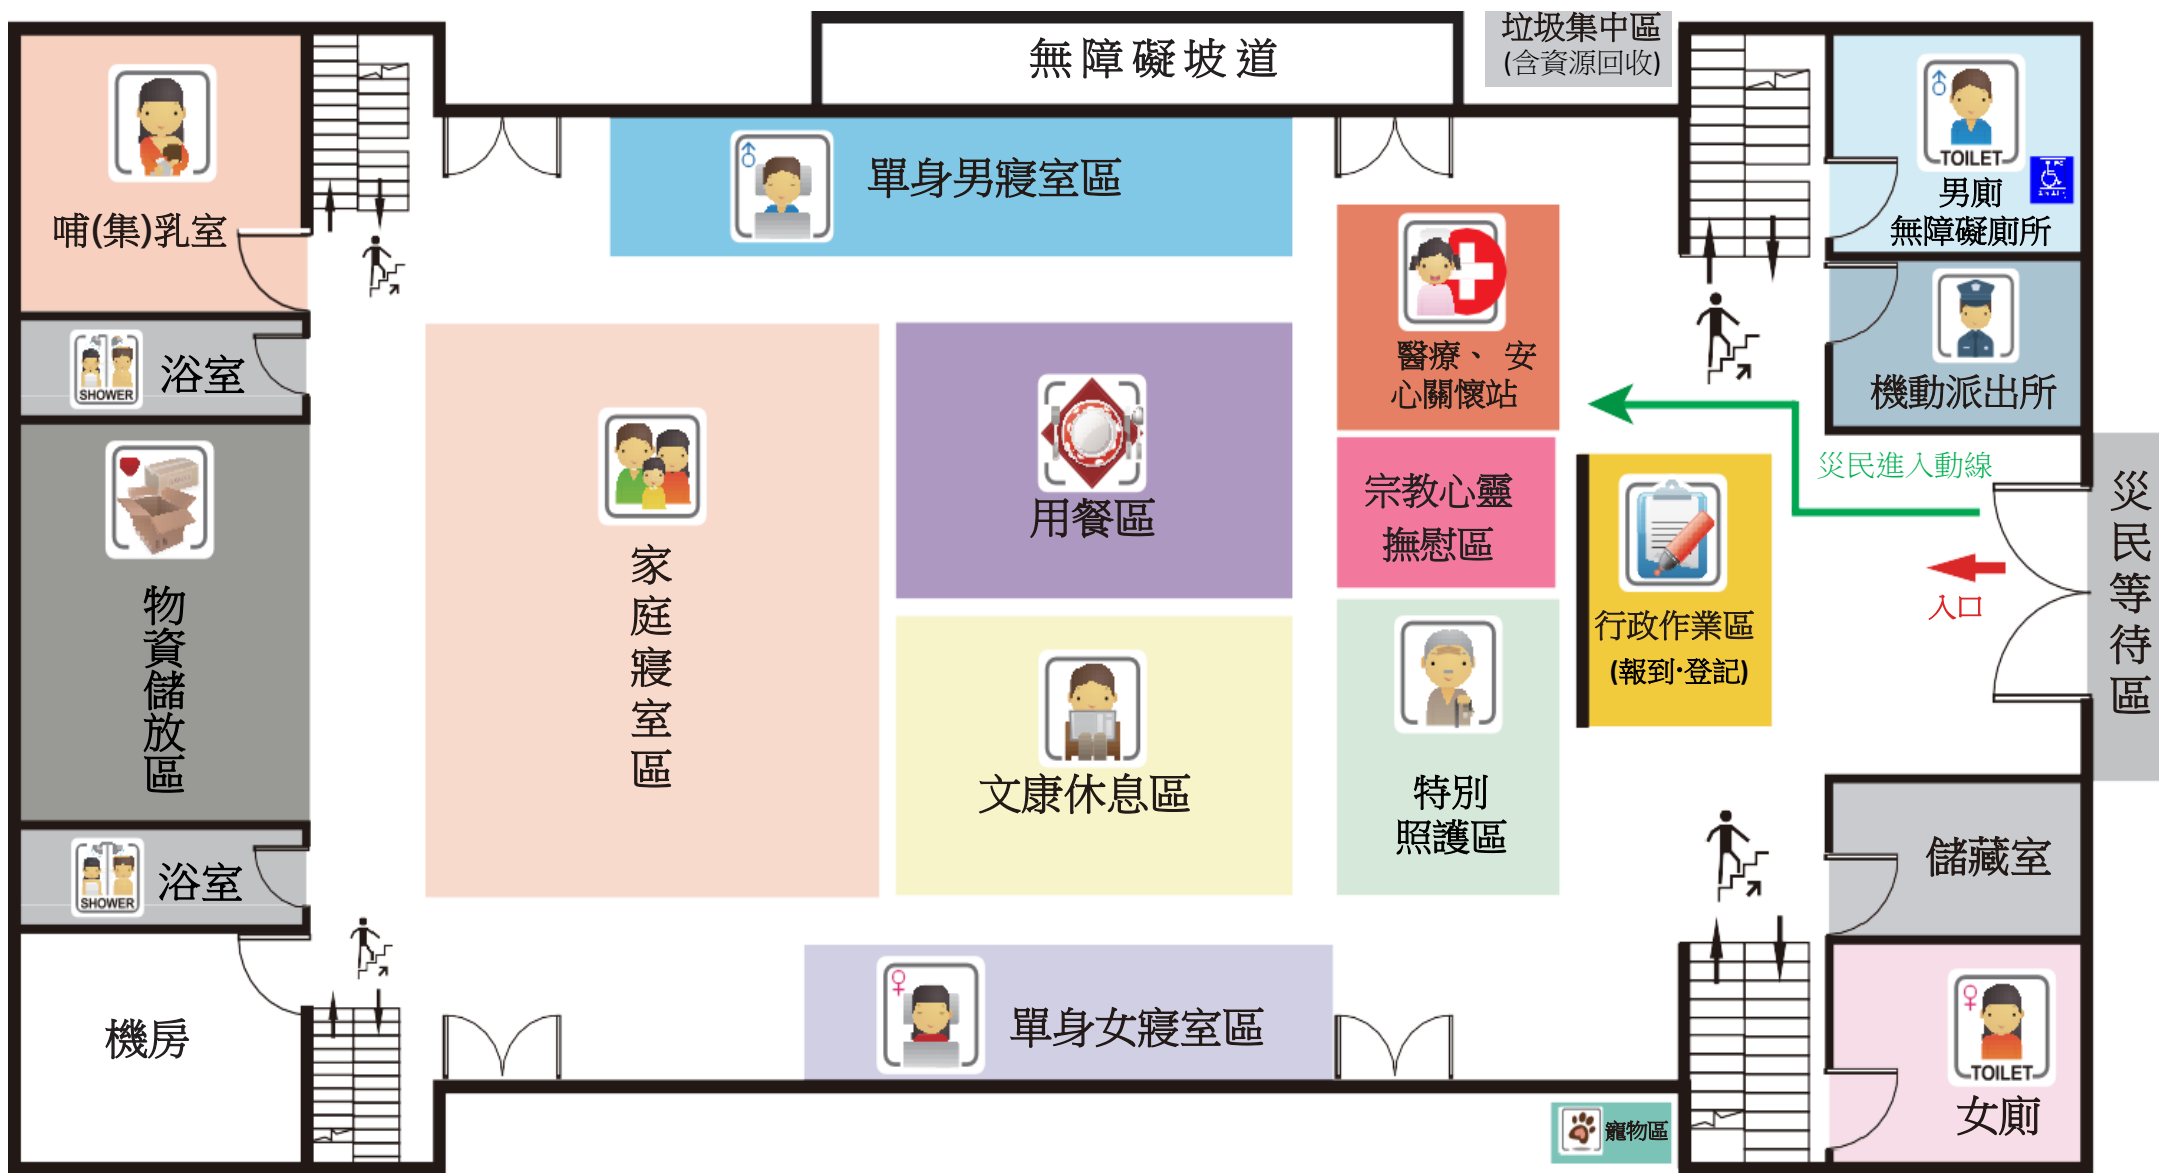 無障礙坡道
垃圾集中區
(含資源回收)
哺(集)乳室
單身男寢室區
TOILET
男廁
無障礙廁所
SHOWER
浴室
醫療、 安
心關懷站
機動派出所
物資儲放區
家庭寢室區
用餐區
宗教心靈
撫慰區
行政作業區
(報到·登記)
災民進入動線
入口
災民等待區
文康休息區
特別
照護區
儲藏室
SHOWER
浴室
機房
單身女寢室區
寵物區
TOILET
女廁